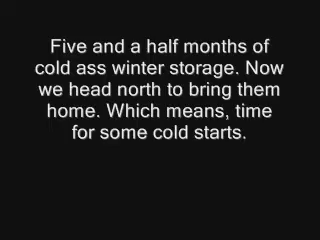 Five and a half months of
cold ass winter storage. Now
we head north to bring them
home. Which means, time
for some cold starts.